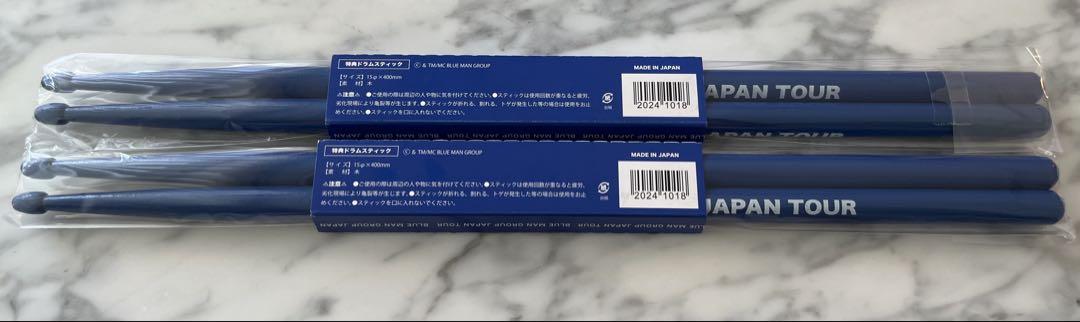 特典ドラムスティック © & TM/MC BLUE MAN GROUP
MADE IN JAPAN
【サイズ】15φ×400mm
【素 材】木
⚠注意⚠ ●ご使用の際は周辺の人や物に気を付けてください。●スティックは使用回数が重なると疲労、
劣化現場により亀裂等が生じます。●スティックが折れる、割れる、トゲが発生した等の場合は使用をお止
めください。●スティックを口に入れないでください。
2024 1018
JAPAN TOUR
JAPAN TOUR
特典ドラムスティック © & TM/MC BLUE MAN GROUP
MADE IN JAPAN
【サイズ】15φ×400mm
【素 材】木
⚠注意⚠ ●ご使用の際は周辺の人や物に気を付けてください。●スティックは使用回数が重なると疲労、
劣化現場により亀裂等が生じます。●スティックが折れる、割れる、トゲが発生した等の場合は使用をお止
めください。●スティックを口に入れないでください。
2024 1018
JAPAN TOUR
BLUE MAN GROUP JAPAN TOUR BLUE MAN GROUP JAPAN